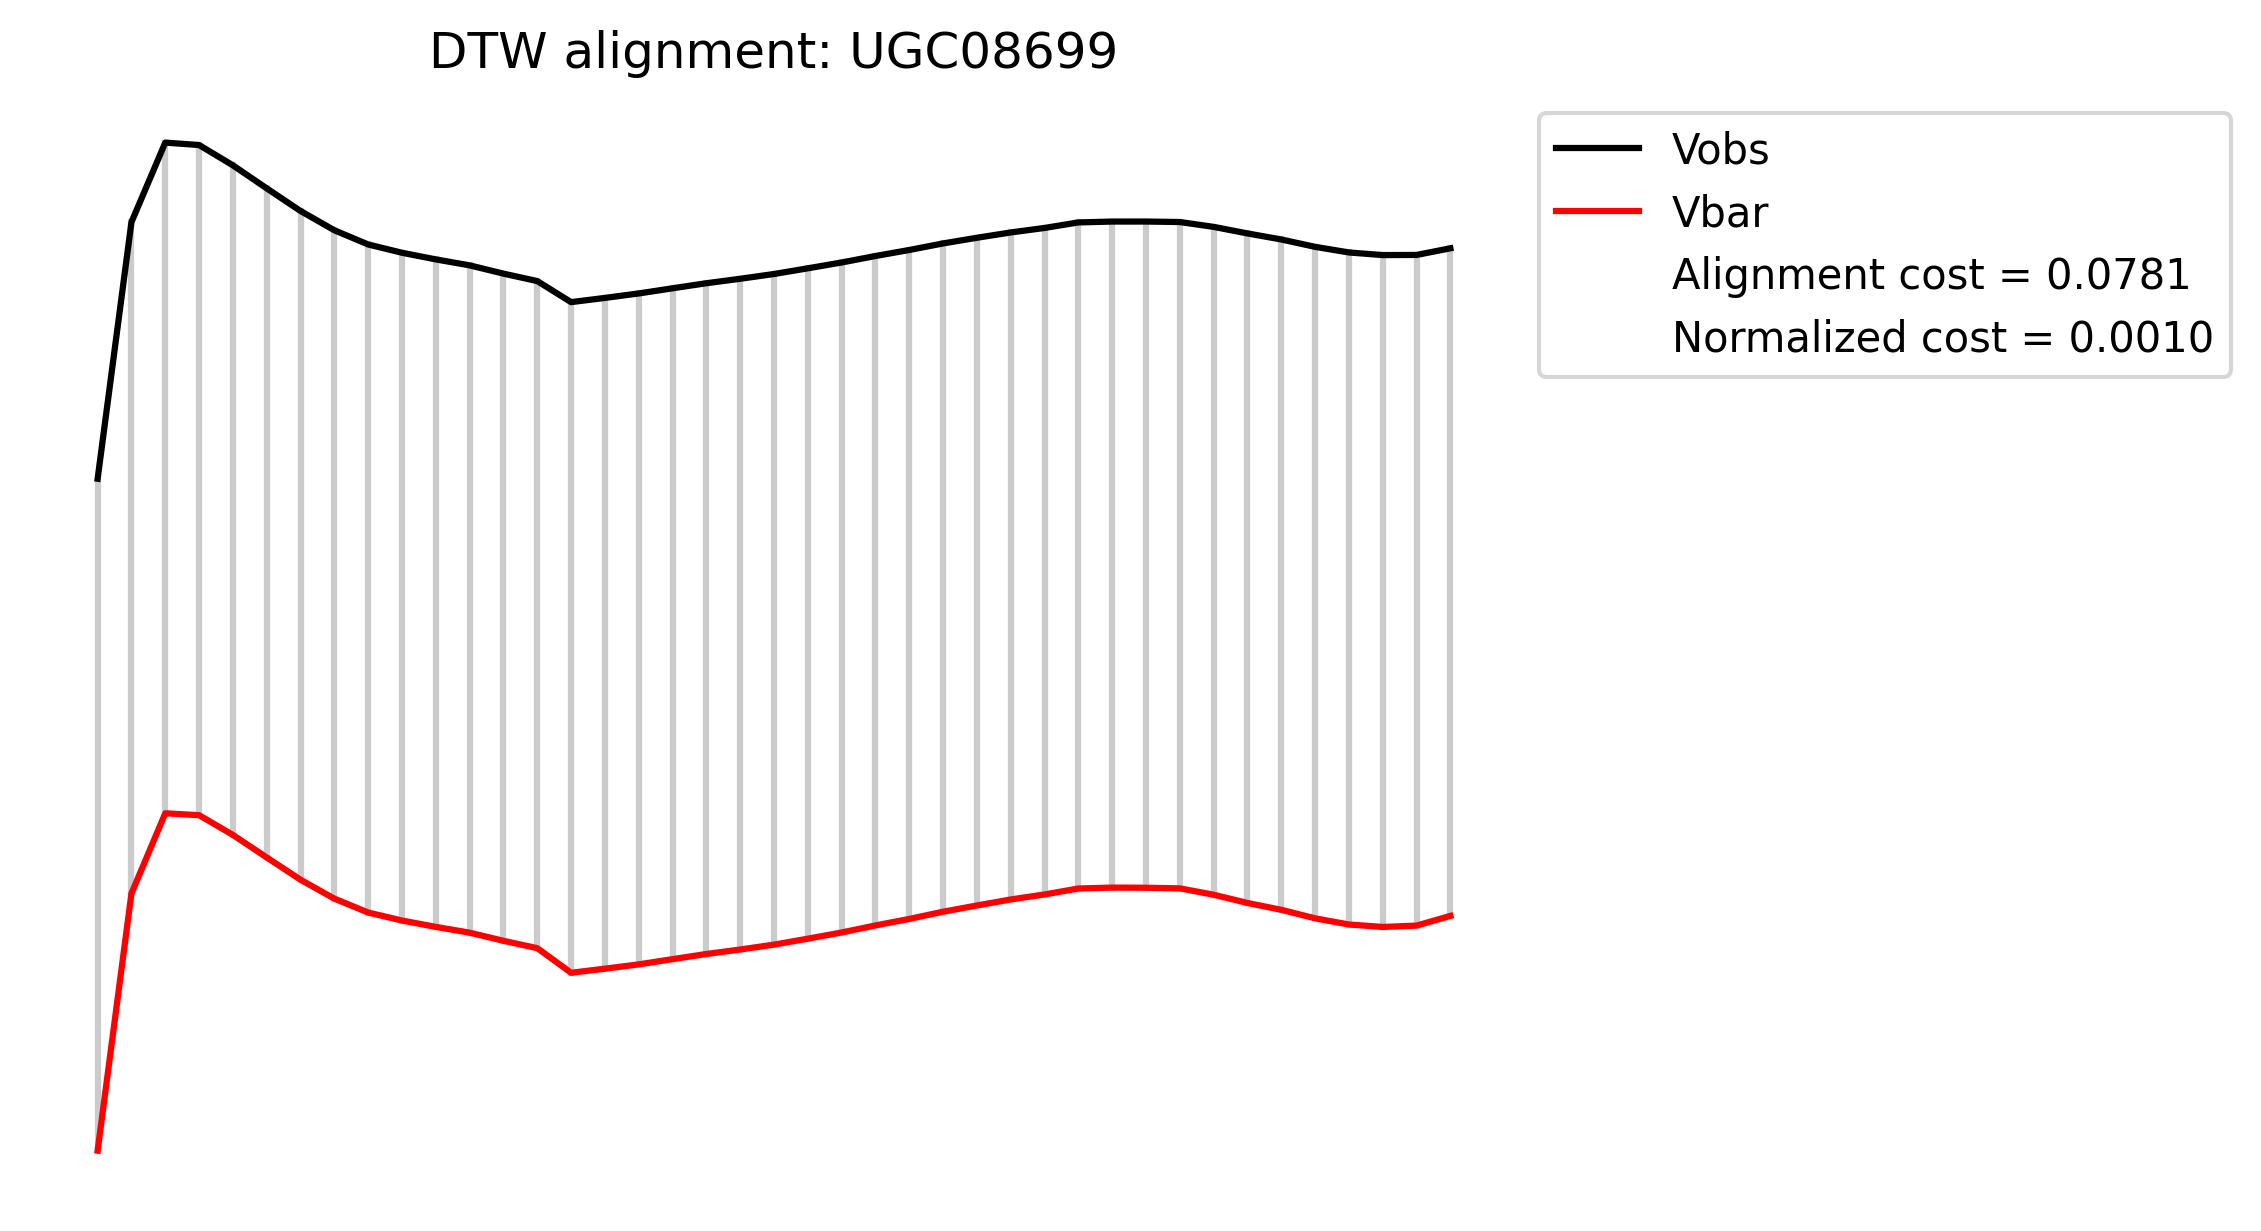 DTW alignment: UGC08699
Vobs
Vbar
Alignment cost = 0.0781
Normalized cost = 0.0010